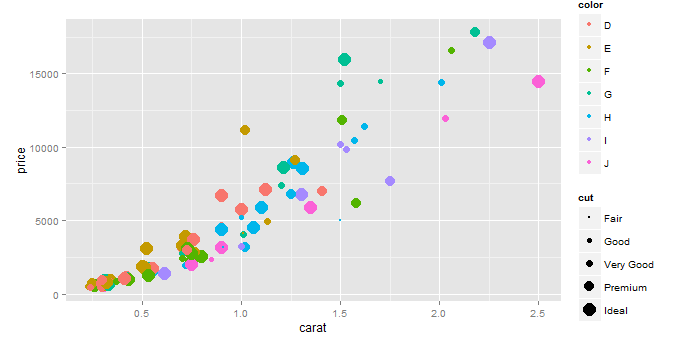 price
15000
10000
5000
0
0.5 1.0 1.5 2.0 2.5
carat
color
D
E
F
G
H
I
J
cut
Fair
Good
Very Good
Premium
Ideal